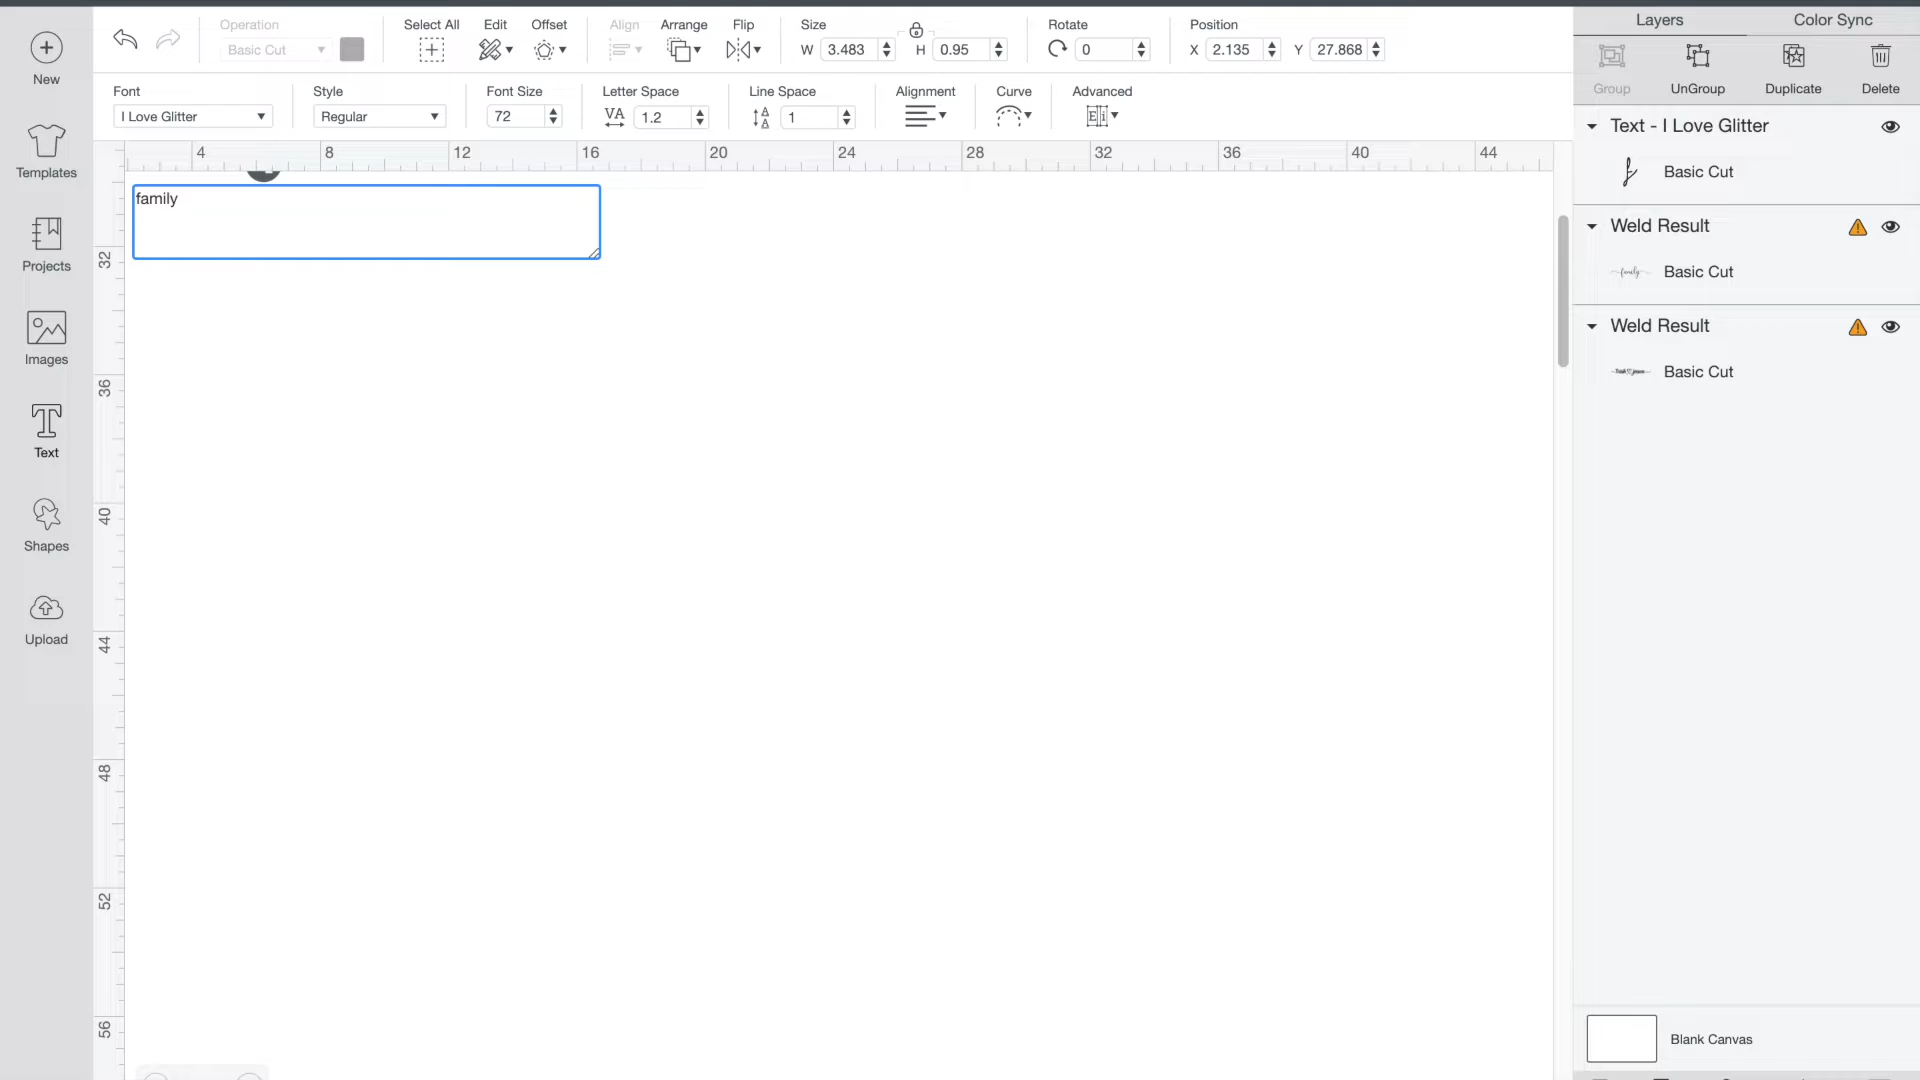 Operation
Select All
Edit
Offset
Align
Arrange
Flip
Size
Rotate
Position
Layers
Color Sync
Basic Cut
W 3.483
H 0.95
0
X 2.135
Y 27.868
New
Group
UnGroup
Duplicate
Delete
Font
Style
Font Size
Letter Space
Line Space
Alignment
Curve
Advanced
I Love Glitter
Regular
72
VA
1.2
1
Text - I Love Glitter
Basic Cut
4 8 12 16 20 24 28 32 36 40 44
Templates
family
Weld Result
family Basic Cut
32
Projects
Weld Result
Basic Cut
Images
36
Text
40
Shapes
Upload
44
48
52
56
Blank Canvas